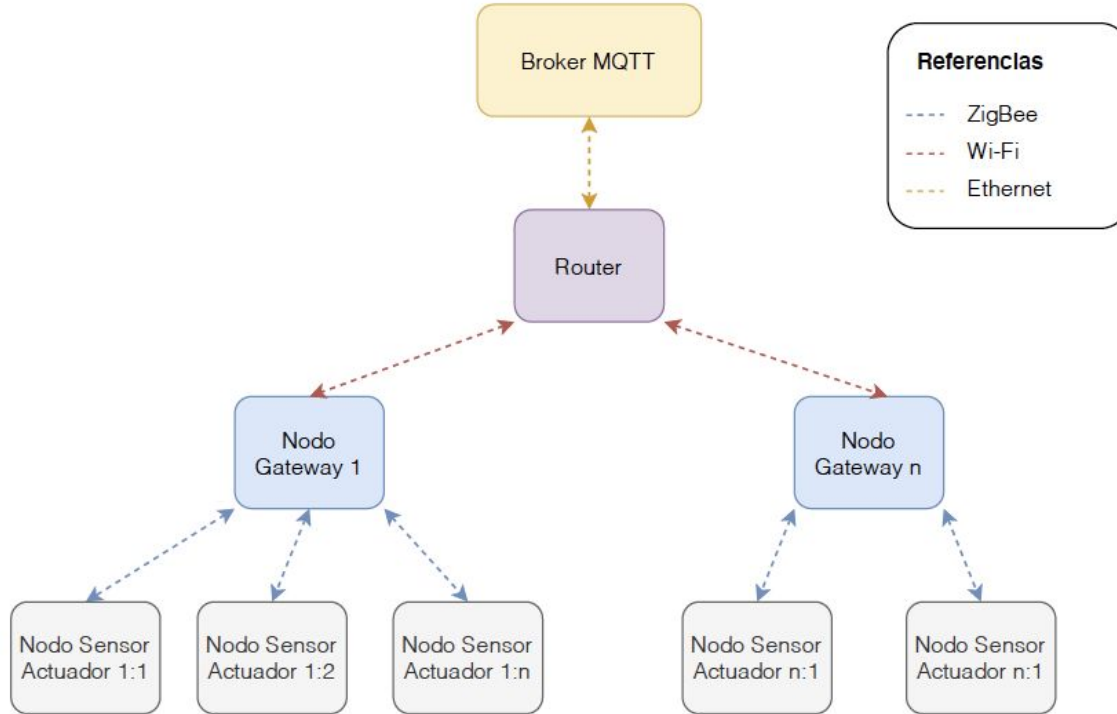 Broker MQTT
Referencias
ZigBee
Wi-Fi
Ethernet
Router
Nodo
Gateway 1
Nodo
Gateway n
Nodo Sensor
Actuador 1:1
Nodo Sensor
Actuador 1:2
Nodo Sensor
Actuador 1:n
Nodo Sensor
Actuador n:1
Nodo Sensor
Actuador n:1